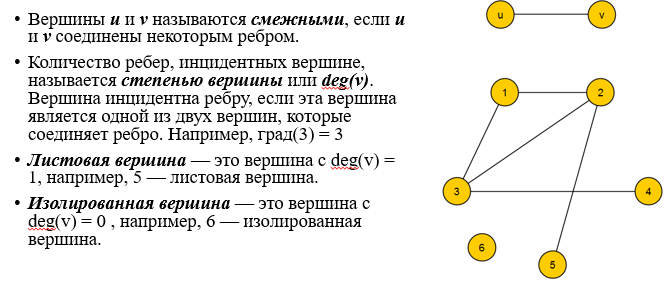 • Вершины u и v называются смежными, если u
и v соединены некоторым ребром.
• Количество ребер, инцидентных вершине,
называется степенью вершины или deg(v).
Вершина инцидентна ребру, если эта вершина
является одной из двух вершин, которые
соединяет ребро. Например, град(3) = 3
• Листовая вершина — это вершина с deg(v) =
1, например, 5 — листовая вершина.
• Изолированная вершина — это вершина с
deg(v) = 0 , например, 6 — изолированная
вершина.
u v
1 2
3 4
6
5